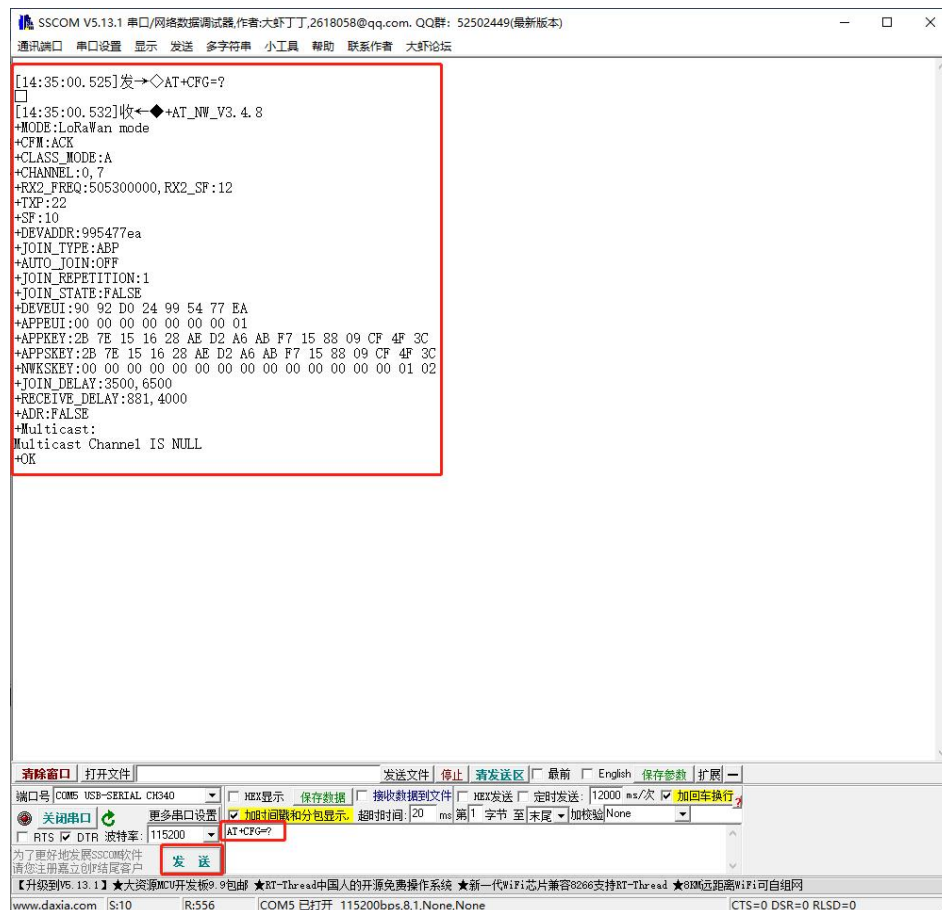 SSCOM V5.13.1 串口/网络数据调试器,作者:大虾丁丁,2618058@qq.com. QQ群: 52502449(最新版本)
通讯端口 串口设置 显示 发送 多字符串 小工具 帮助 联系作者 大虾论坛
[14:35:00.525]发→◇AT+CFG=?
□
[14:35:00.532]收←◆+AT_NW_V3.4.8
+MODE:LoRaWan mode
+CFM:ACK
+CLASS_MODE:A
+CHANNEL:0,7
+RX2_FREQ:505300000,RX2_SF:12
+TXP:22
+SF:10
+DEVADDR:995477ea
+JOIN_TYPE:ABP
+AUTO_JOIN:OFF
+JOIN_REPETITION:1
+JOIN_STATE:FALSE
+DEVEUI:90 92 D0 24 99 54 77 EA
+APPEUI:00 00 00 00 00 00 00 01
+APPKEY:2B 7E 15 16 28 AE D2 A6 AB F7 15 88 09 CF 4F 3C
+APPSKEY:2B 7E 15 16 28 AE D2 A6 AB F7 15 88 09 CF 4F 3C
+NWKSKEY:00 00 00 00 00 00 00 00 00 00 00 00 00 00 01 02
+JOIN_DELAY:3500,6500
+RECEIVE_DELAY:881,4000
+ADR:FALSE
+Multicast:
Multicast Channel IS NULL
+OK
清除窗口 打开文件 发送文件 停止 清发送区 最前 English 保存参数 扩展 —
端口号 COM5 USB-SERIAL CH340 HEX显示 保存数据 接收数据到文件 HEX发送 定时发送: 12000 ms/次 加回车换行
关闭串口 更多串口设置 加时间戳和分包显示, 超时时间: 20 ms 第 1 字节 至 末尾 加校验 None
RTS DTR 波特率: 115200 AT+CFG=?
为了更好地发展SSCOM软件
请您注册嘉立创F结尾客户 发 送
【升级到V5.13.1】★大资源MCU开发板9.9包邮 ★RT-Thread中国人的开源免费操作系统 ★新一代WiFi芯片兼容8266支持RT-Thread ★8KM远距离WiFi可自组网
www.daxia.com S:10 R:556 COM5 已打开 115200bps,8,1,None,None CTS=0 DSR=0 RLSD=0